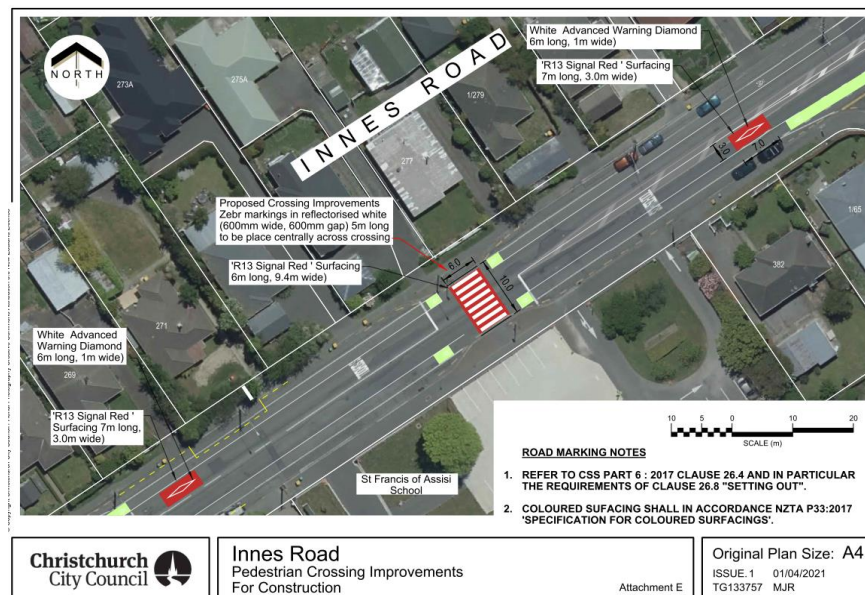 NORTH
INNES ROAD
273A
275A
1/279
277
271
269
382
1/65
White  Advanced Warning Diamond
6m long, 1m wide)
'R13 Signal Red ' Surfacing
7m long, 3.0m wide)
3.0
7.0
Proposed Crossing Improvements
Zebr markings in reflectorised white
(600mm wide, 600mm gap) 5m long
to be place centrally across crossing
'R13 Signal Red ' Surfacing
6m long, 9.4m wide)
6.0
10.0
White  Advanced
Warning Diamond
6m long, 1m wide)
'R13 Signal Red '
Surfacing 7m long,
3.0m wide)
St Francis of Assisi
School
10 5 0 10 20
SCALE (m)
ROAD MARKING NOTES
1. REFER TO CSS PART 6 : 2017 CLAUSE 26.4 AND IN PARTICULAR
THE REQUIREMENTS OF CLAUSE 26.8 "SETTING OUT".
2. COLOURED SUFACING SHALL IN ACCORDANCE NZTA P33:2017
'SPECIFICATION FOR COLOURED SURFACINGS'.
Christchurch
City Council
Innes Road
Pedestrian Crossing Improvements
For Construction
Attachment E
Original Plan Size: A4
ISSUE.1 01/04/2021
TG133757 MJR